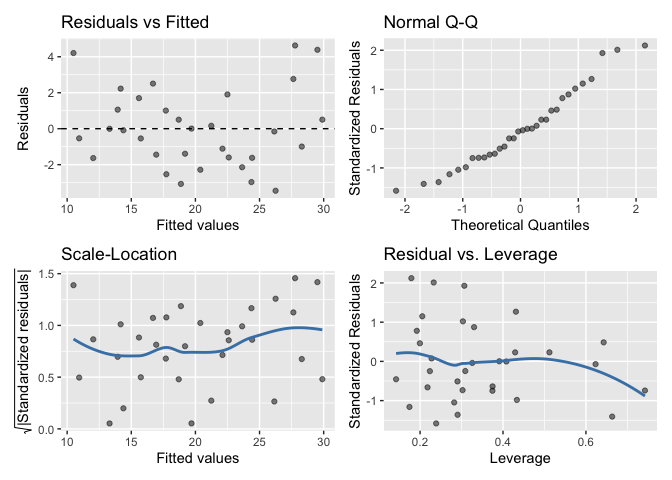 Residuals vs Fitted
Residuals
4
2
0
-2
10 15 20 25 30
Fitted values
Normal Q-Q
Standardized Residuals
2
1
0
-1
-2 -1 0 1 2
Theoretical Quantiles
Scale-Location
√|Standardized residuals|
1.5
1.0
0.5
0.0
10 15 20 25 30
Fitted values
Residual vs. Leverage
Standardized Residuals
2
1
0
-1
0.2 0.4 0.6
Leverage